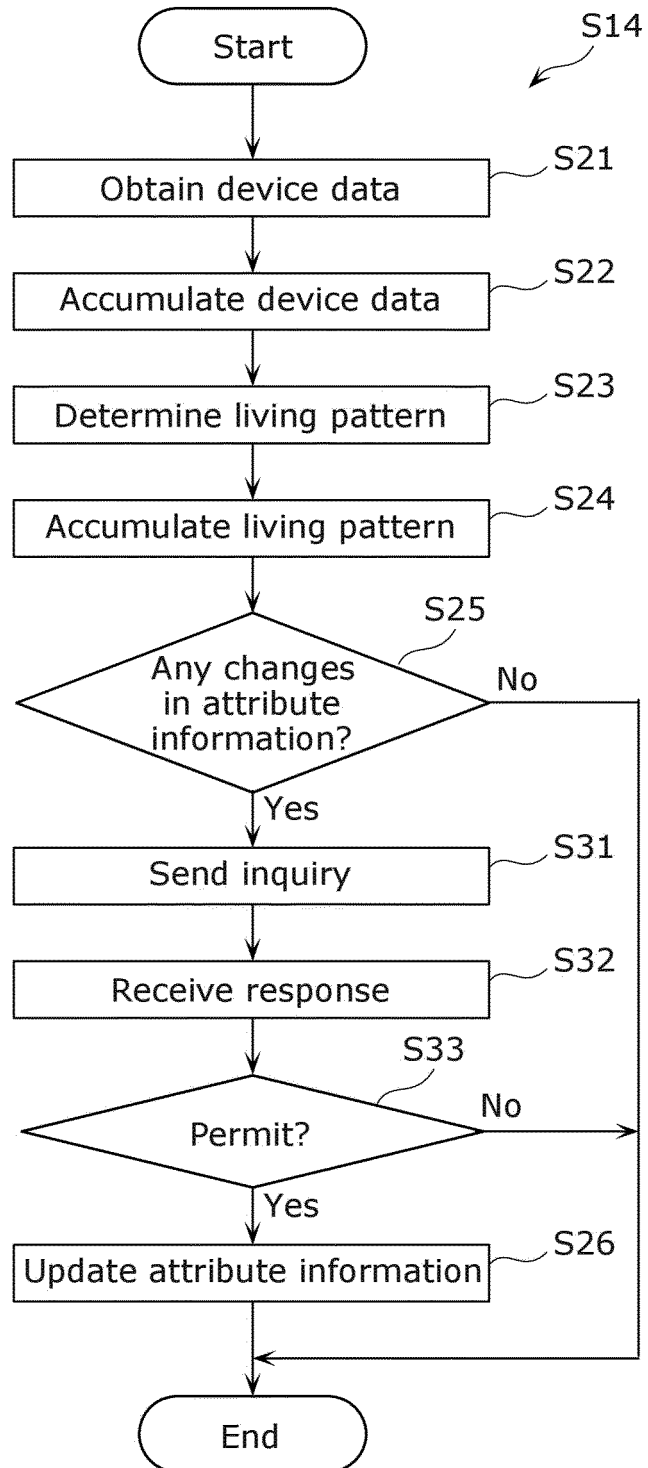 Start
S14
Obtain device data
S21
Accumulate device data
S22
Determine living pattern
S23
Accumulate living pattern
S24
Any changes
in attribute
information?
S25
No
Yes
Send inquiry
S31
Receive response
S32
Permit?
S33
No
Yes
Update attribute information
S26
End